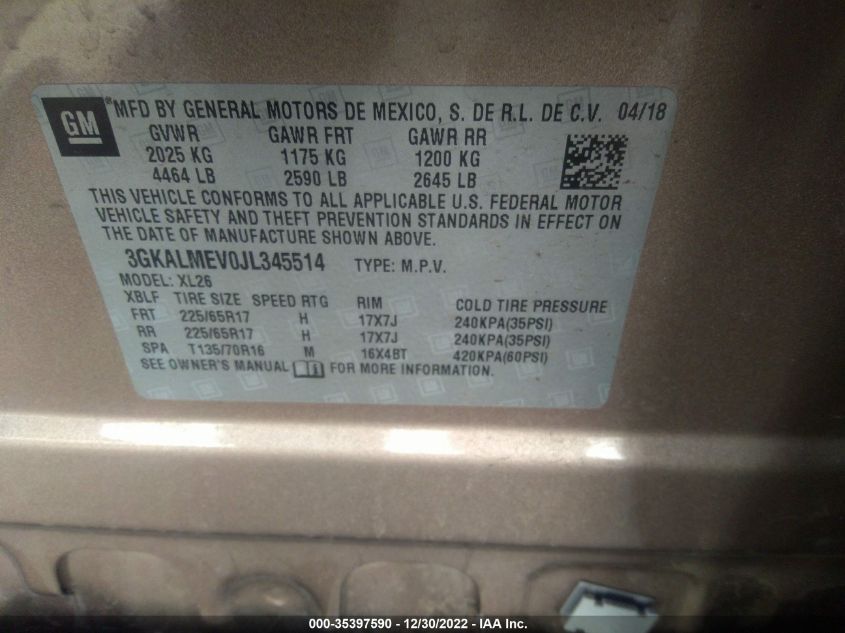 GM ® MFD BY GENERAL MOTORS DE MEXICO, S. DE R.L. DE C.V. 04/18
GVWR GAWR FRT GAWR RR
2025 KG 1175 KG 1200 KG
4464 LB 2590 LB 2645 LB
THIS VEHICLE CONFORMS TO ALL APPLICABLE U.S. FEDERAL MOTOR
VEHICLE SAFETY AND THEFT PREVENTION STANDARDS IN EFFECT ON
THE DATE OF MANUFACTURE SHOWN ABOVE.
3GKALMEV0JL345514 TYPE: M.P.V.
MODEL: XL26
XBLF TIRE SIZE SPEED RTG RIM COLD TIRE PRESSURE
FRT 225/65R17 H 17X7J 240KPA(35PSI)
RR 225/65R17 H 17X7J 240KPA(35PSI)
SPA T135/70R16 M 16X4BT 420KPA(60PSI)
SEE OWNER'S MANUAL FOR MORE INFORMATION.
000-35397590 - 12/30/2022 - IAA Inc.